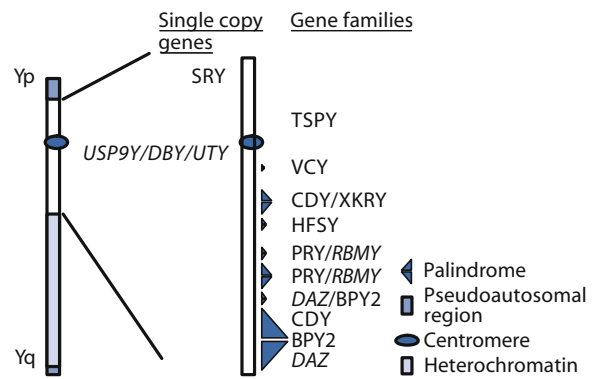 Single copy
genes
Gene families
Yp
SRY
TSPY
USP9Y/DBY/UTY
VCY
CDY/XKRY
HFSY
PRY/RBMY
PRY/RBMY
DAZ/BPY2
CDY
BPY2
DAZ
Yq
Palindrome
Pseudoautosomal
region
Centromere
Heterochromatin